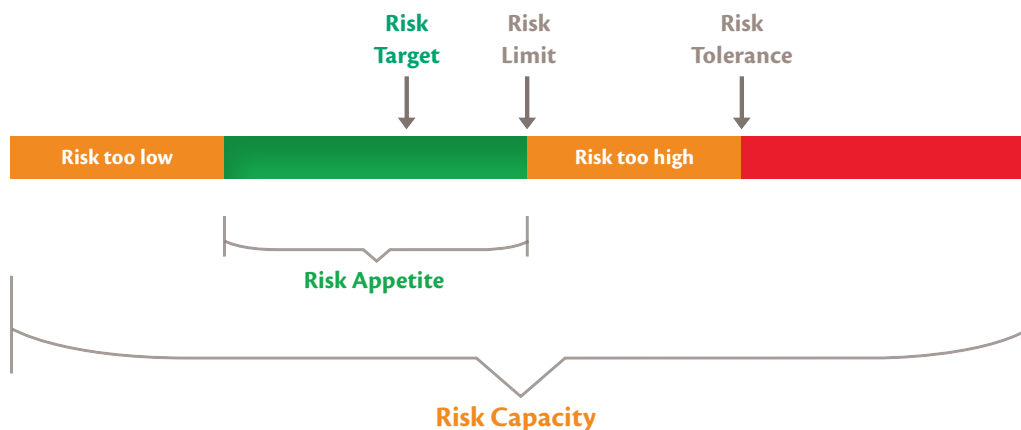 Risk
Target
Risk
Limit
Risk
Tolerance
Risk too low
Risk too high
Risk Appetite
Risk Capacity